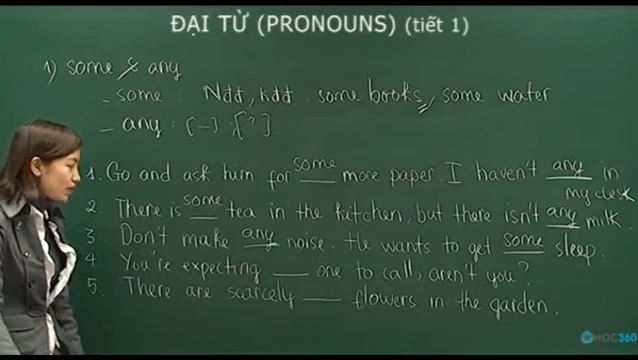 ĐẠI TỪ (PRONOUNS) (tiết 1)
1) some & any
- some : Nđđ, kđđ . some books, some water
- any : (-) , (?)
1. Go and ask him for some more paper. I haven't any in
my desk
2. There is some tea in the kitchen, but there isn't any milk.
3. Don't make any noise. He wants to get some sleep.
4. You're expecting ___ one to call, aren't you?
5. There are scarcely ___ flowers in the garden.
HOC360